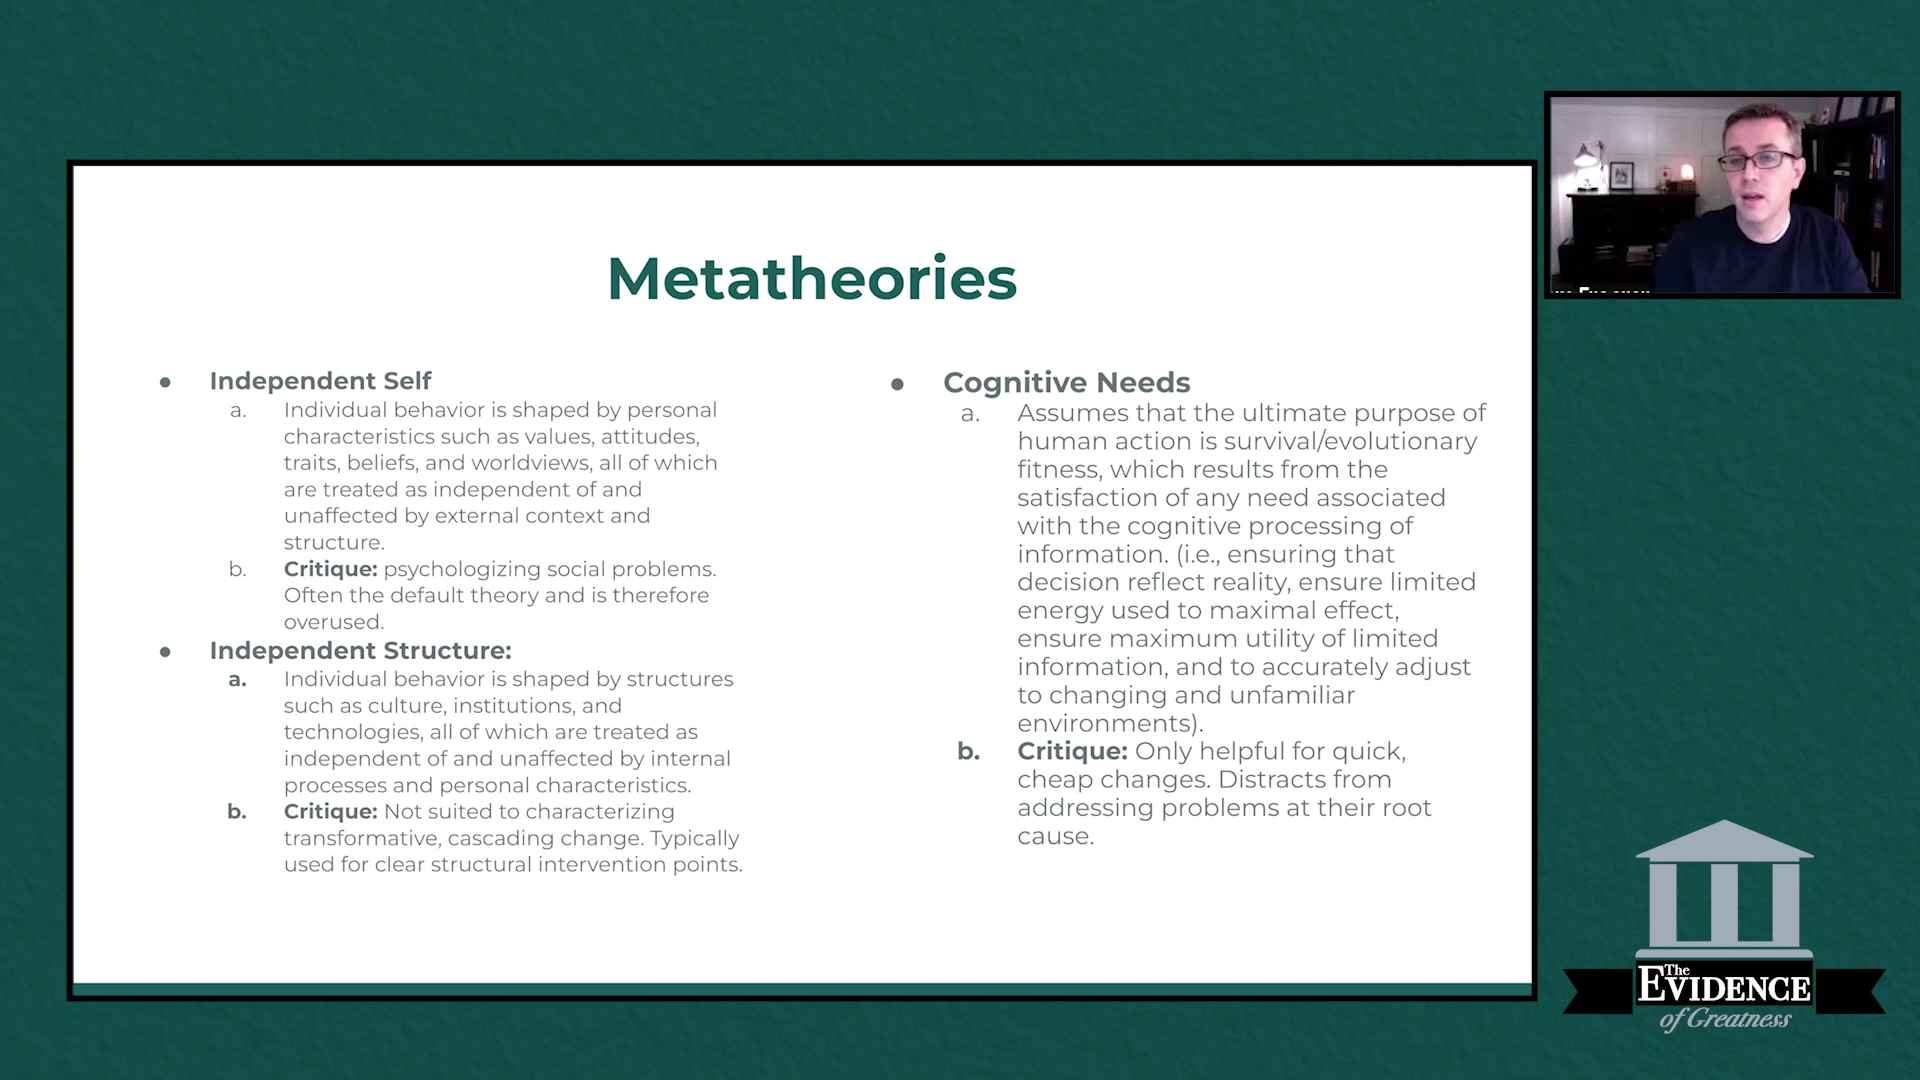 Metatheories
● Independent Self
a. Individual behavior is shaped by personal
characteristics such as values, attitudes,
traits, beliefs, and worldviews, all of which
are treated as independent of and
unaffected by external context and
structure.
b. Critique: psychologizing social problems.
Often the default theory and is therefore
overused.
● Independent Structure:
a. Individual behavior is shaped by structures
such as culture, institutions, and
technologies, all of which are treated as
independent of and unaffected by internal
processes and personal characteristics.
b. Critique: Not suited to characterizing
transformative, cascading change. Typically
used for clear structural intervention points.
● Cognitive Needs
a. Assumes that the ultimate purpose of
human action is survival/evolutionary
fitness, which results from the
satisfaction of any need associated
with the cognitive processing of
information. (i.e., ensuring that
decision reflect reality, ensure limited
energy used to maximal effect,
ensure maximum utility of limited
information, and to accurately adjust
to changing and unfamiliar
environments).
b. Critique: Only helpful for quick,
cheap changes. Distracts from
addressing problems at their root
cause.
The
EVIDENCE
of Greatness